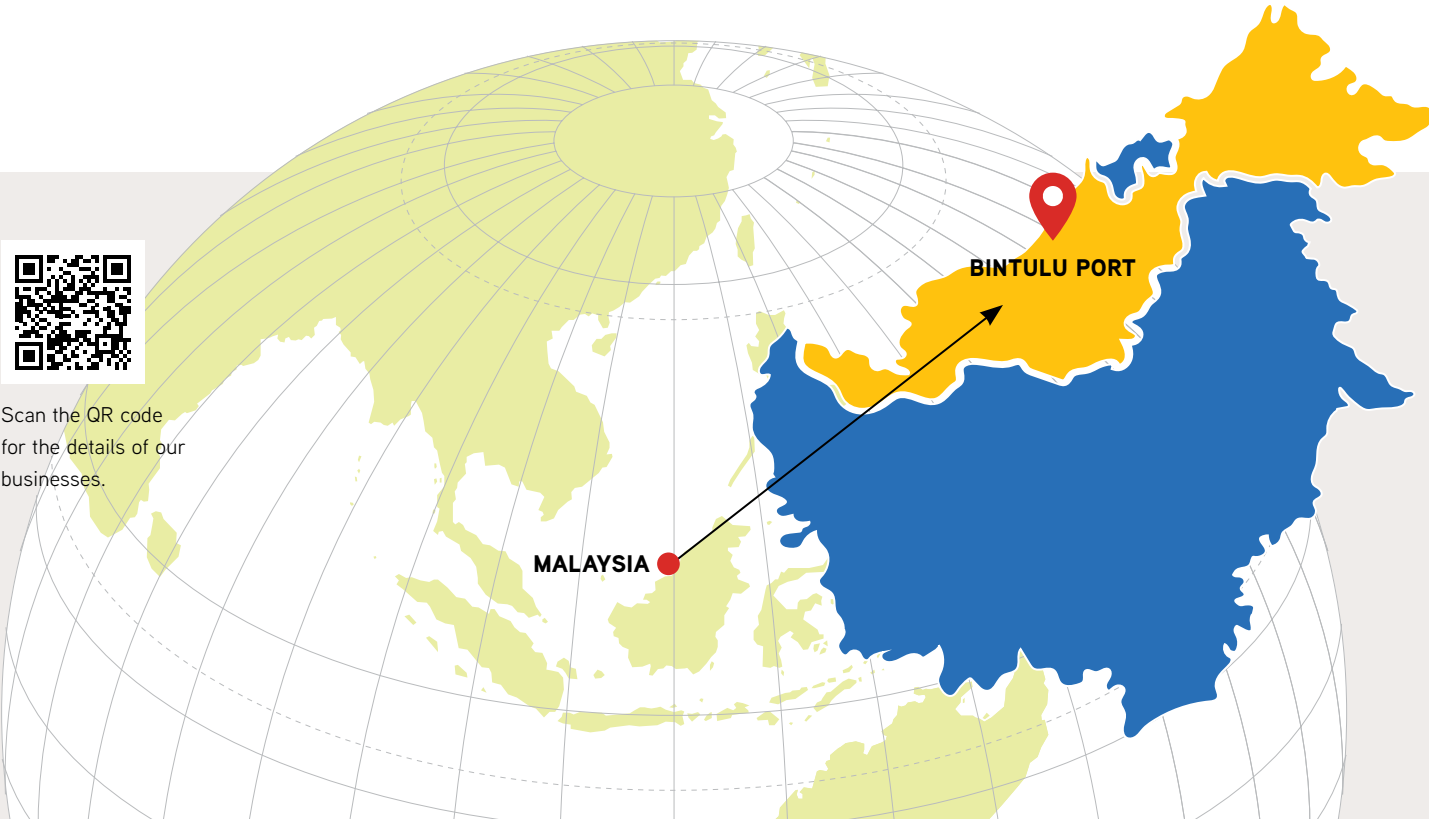 BINTULU PORT
Scan the QR code
for the details of our
businesses.
MALAYSIA